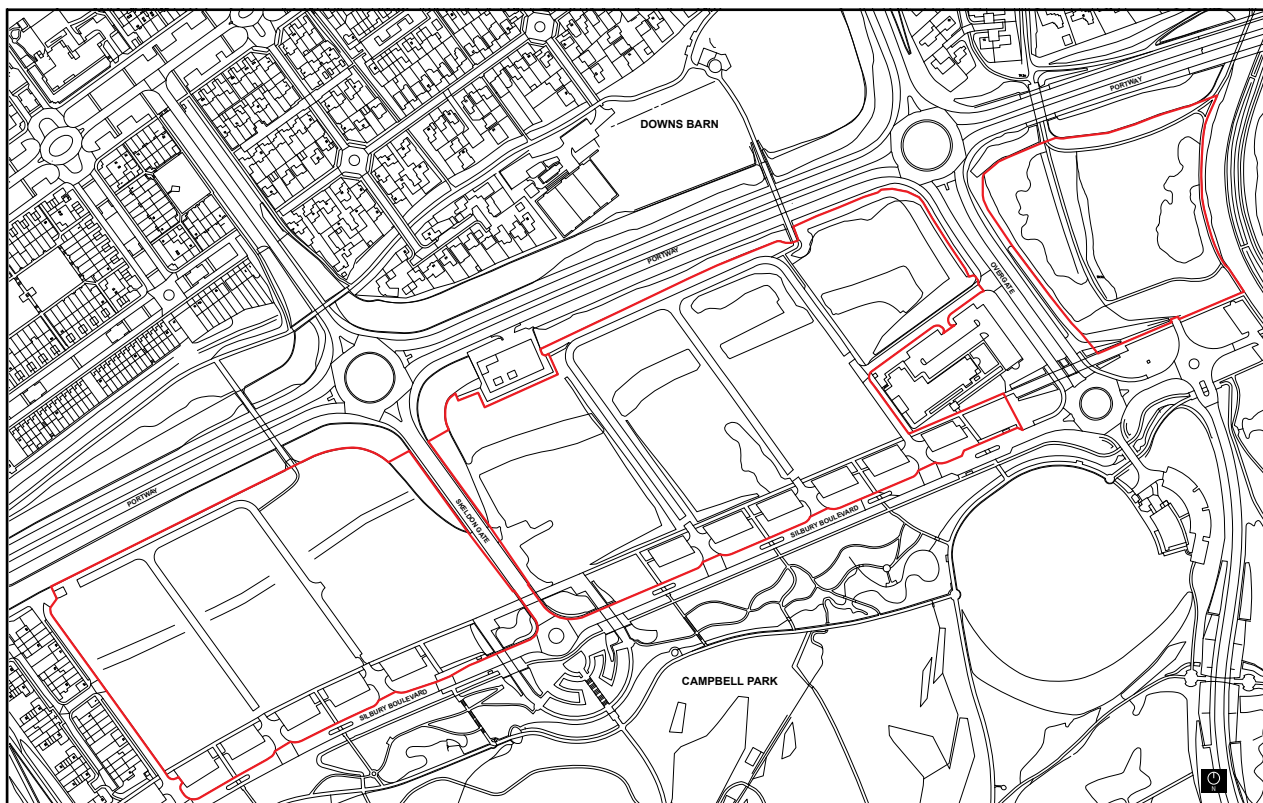 PORTWAY
DOWNS BARN
PORTWAY
OVERGATE
PORTWAY
SHELDON GATE
SILBURY BOULEVARD
CAMPBELL PARK
SILBURY BOULEVARD
N